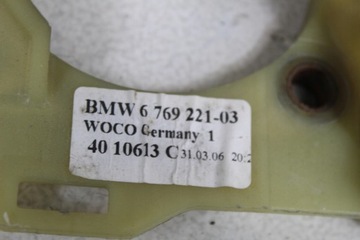 BMW 6 769 221-03
WOCO Germany 1
40 10613 C 31.03.06